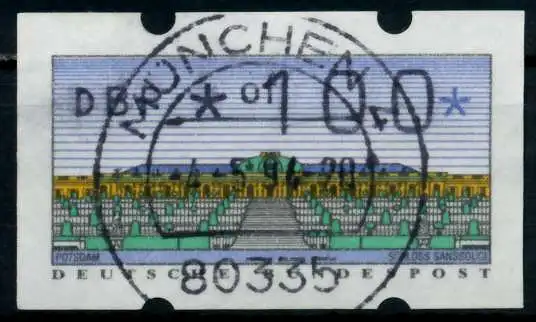 MÜNCHEN
01
DBP *100*
80335
POTSDAM SCHLOSS SANSSOUCI
DEUTSCHE BUNDESPOST